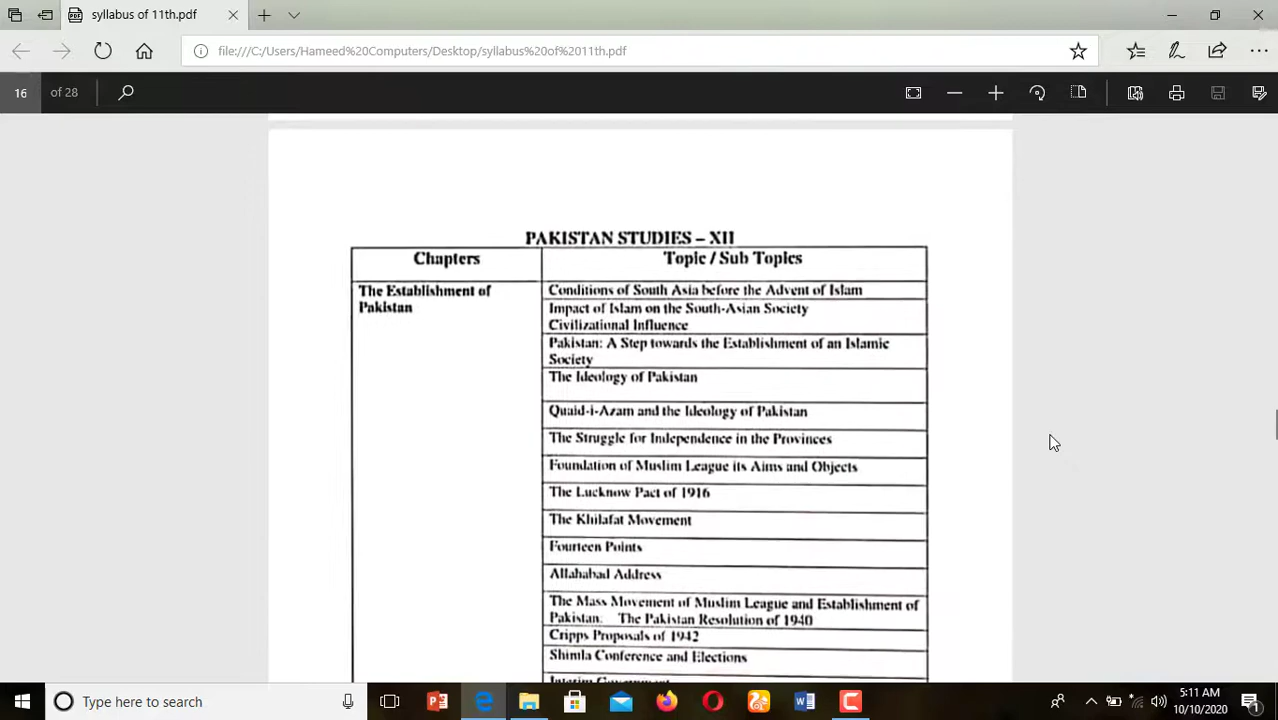 syllabus of 11th.pdf
file:///C:/Users/Hameed%20Computers/Desktop/syllabus%20of%2011th.pdf
16 of 28
PAKISTAN STUDIES – XII
Chapters
Topic / Sub Topics
The Establishment of
Pakistan
Conditions of South Asia before the Advent of Islam
Impact of Islam on the South-Asian Society
Civilizational Influence
Pakistan: A Step towards the Establishment of an Islamic
Society
The Ideology of Pakistan
Quaid-i-Azam and the Ideology of Pakistan
The Struggle for Independence in the Provinces
Foundation of Muslim League its Aims and Objects
The Lucknow Pact of 1916
The Khilafat Movement
Fourteen Points
Allahabad Address
The Mass Movement of Muslim League and Establishment of
Pakistan. The Pakistan Resolution of 1940
Cripps Proposals of 1942
Shimla Conference and Elections
Interim Government
Type here to search
5:11 AM
10/10/2020